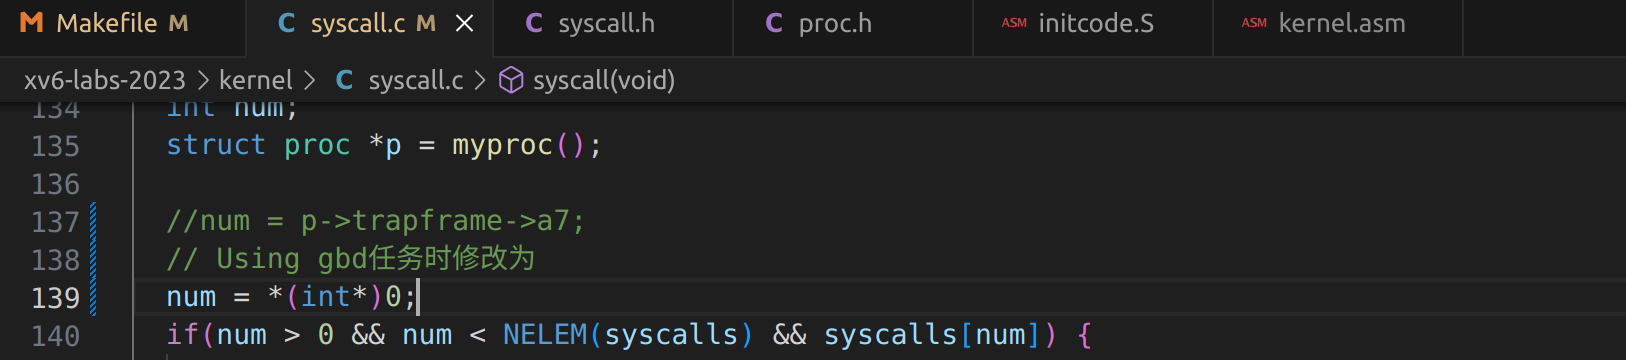 Makefile M
syscall.c M
syscall.h
proc.h
initcode.S
kernel.asm
xv6-labs-2023 > kernel > C syscall.c > syscall(void)
134 int num;
135 struct proc *p = myproc();
136
137 //num = p->trapframe->a7;
138 // Using gbd任务时修改为
139 num = *(int*)0;
140 if(num > 0 && num < NELEM(syscalls) && syscalls[num]) {